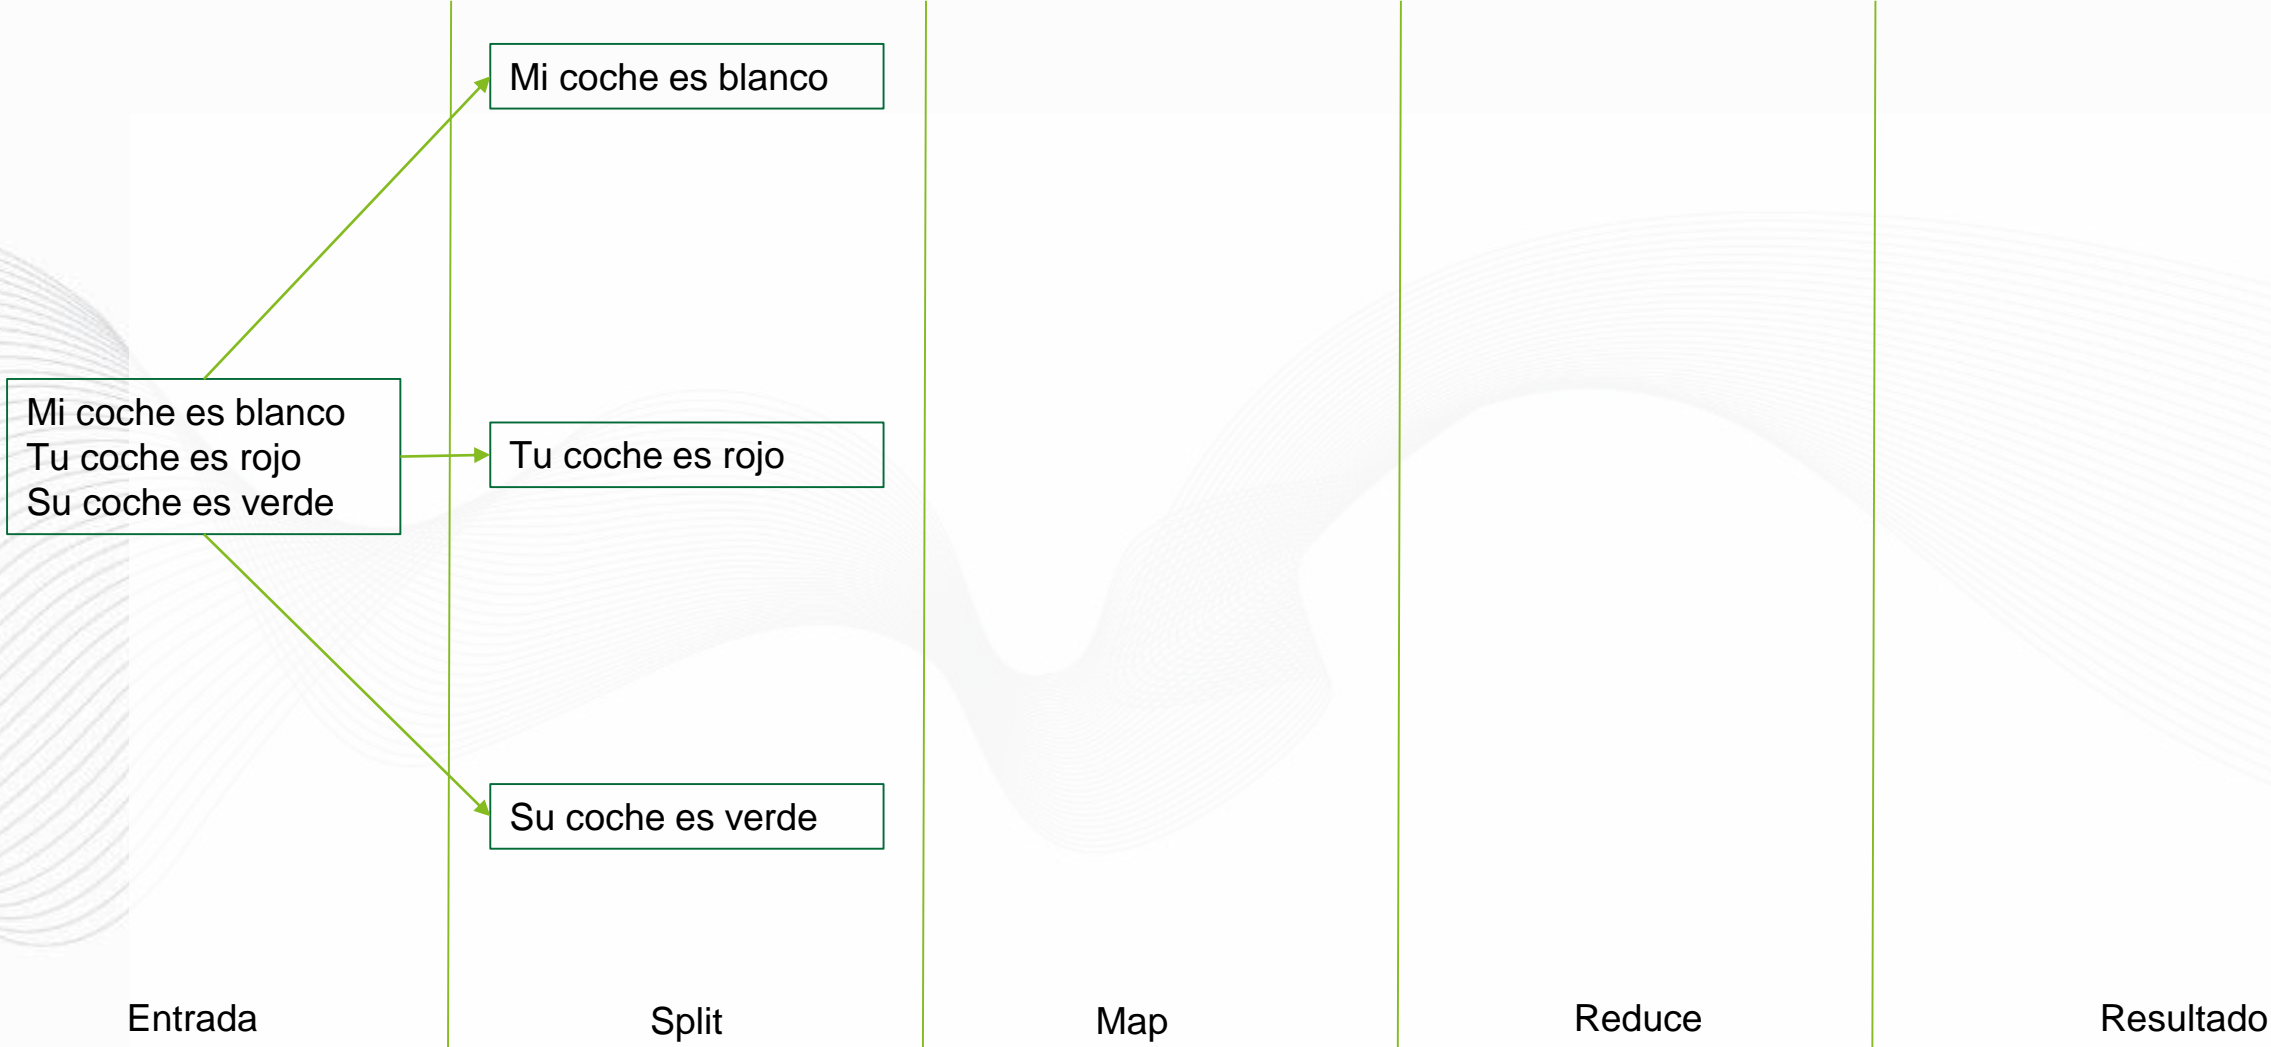 Mi coche es blanco
Mi coche es blanco
Tu coche es rojo
Su coche es verde
Tu coche es rojo
Su coche es verde
Entrada
Split
Map
Reduce
Resultado